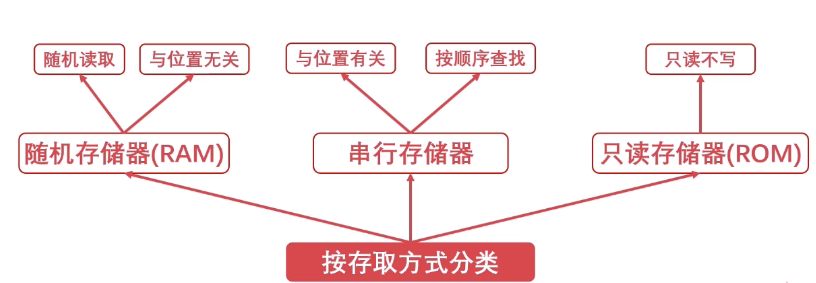 随机读取
与位置无关
与位置有关
按顺序查找
只读不写
随机存储器(RAM)
串行存储器
只读存储器(ROM)
按存取方式分类